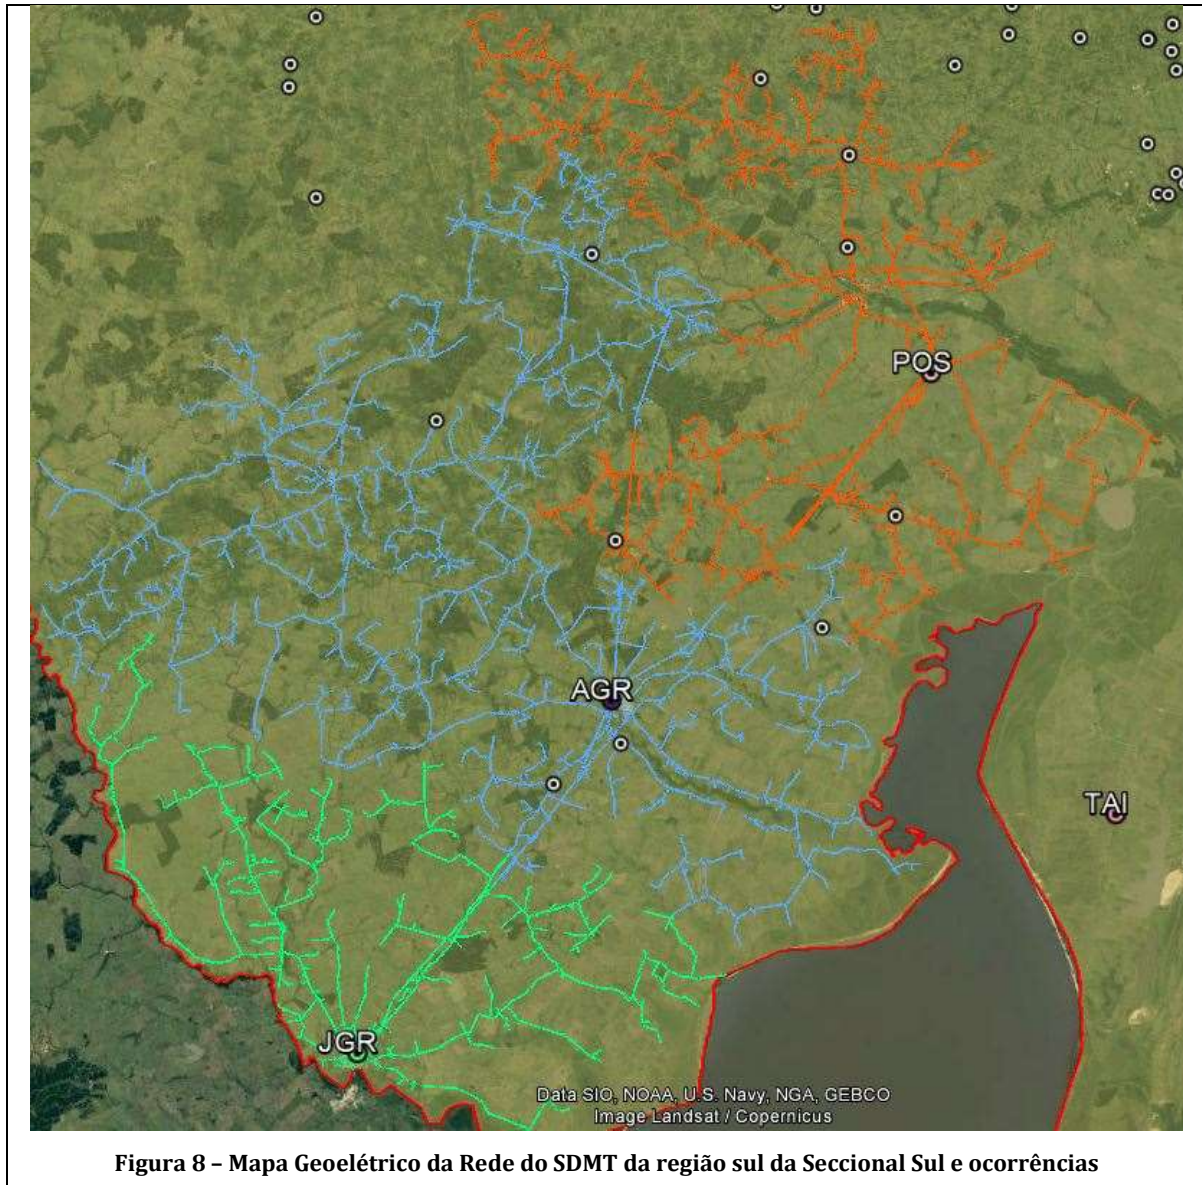 POS
AGR
TAI
JGR
Data SIO, NOAA, U.S. Navy, NGA, GEBCO
Image Landsat / Copernicus
Figura 8 – Mapa Geoelétrico da Rede do SDMT da região sul da Seccional Sul e ocorrências